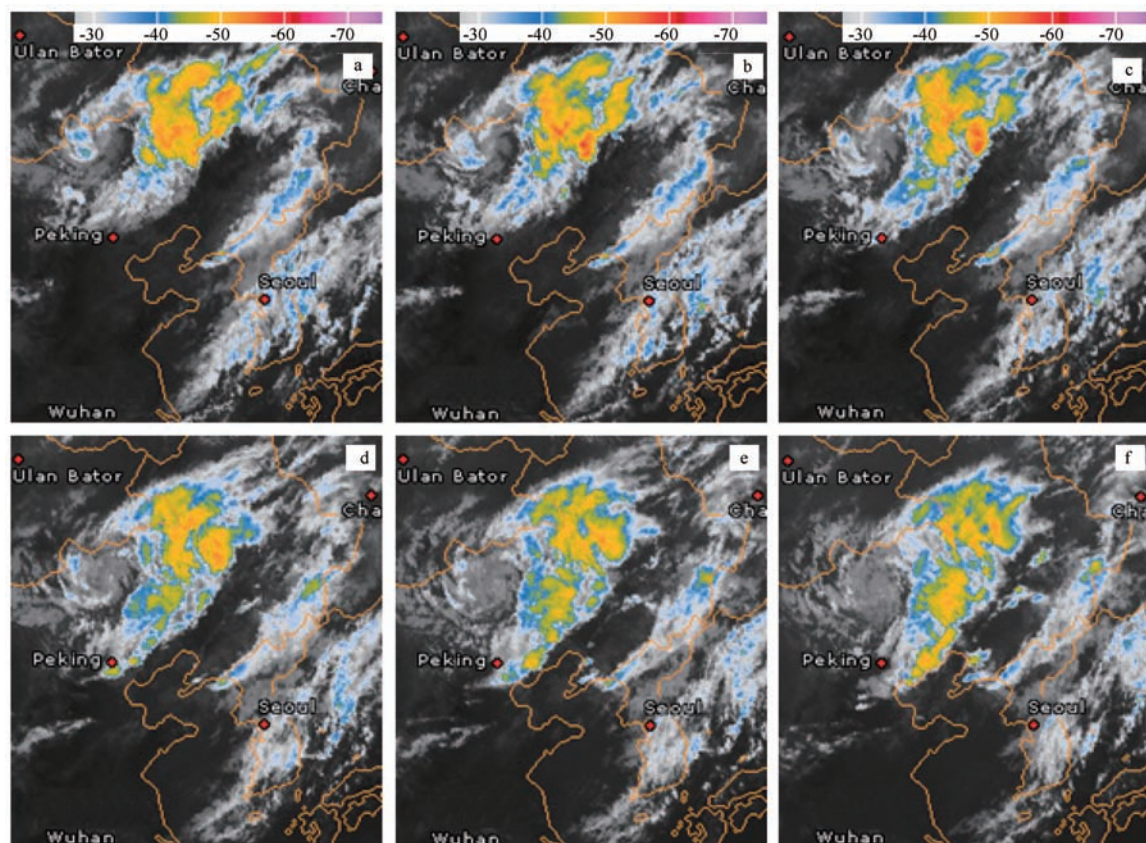 -30 -40 -50 -60 -70
-30 -40 -50 -60 -70
-30 -40 -50 -60 -70
Ulan Bator
a
Cha
Peking
Seoul
Wuhan
Ulan Bator
b
Cha
Peking
Seoul
Wuhan
Ulan Bator
c
Cha
Peking
Seoul
Wuhan
Ulan Bator
d
Cha
Peking
Seoul
Wuhan
Ulan Bator
e
Cha
Peking
Seoul
Wuhan
Ulan Bator
f
Cha
Peking
Seoul
Wuhan